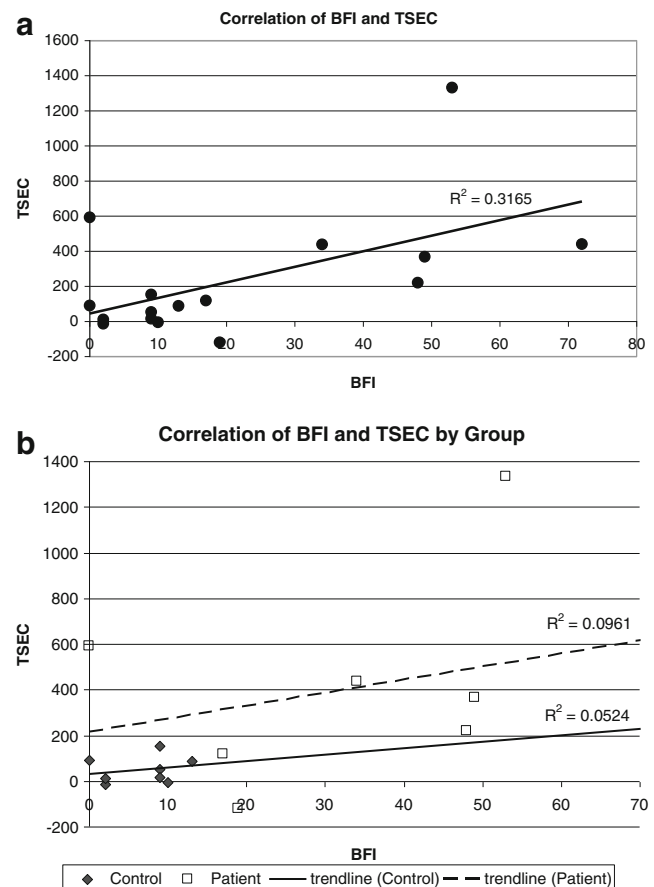 a
Correlation of BFI and TSEC
1600
1400
1200
1000
800
600
400
200
0
-200
TSEC
R² = 0.3165
0 10 20 30 40 50 60 70 80
BFI
b
Correlation of BFI and TSEC by Group
1400
1200
1000
800
600
400
200
0
-200
TSEC
R² = 0.0961
R² = 0.0524
0 10 20 30 40 50 60 70
BFI
Control Patient trendline (Control) trendline (Patient)